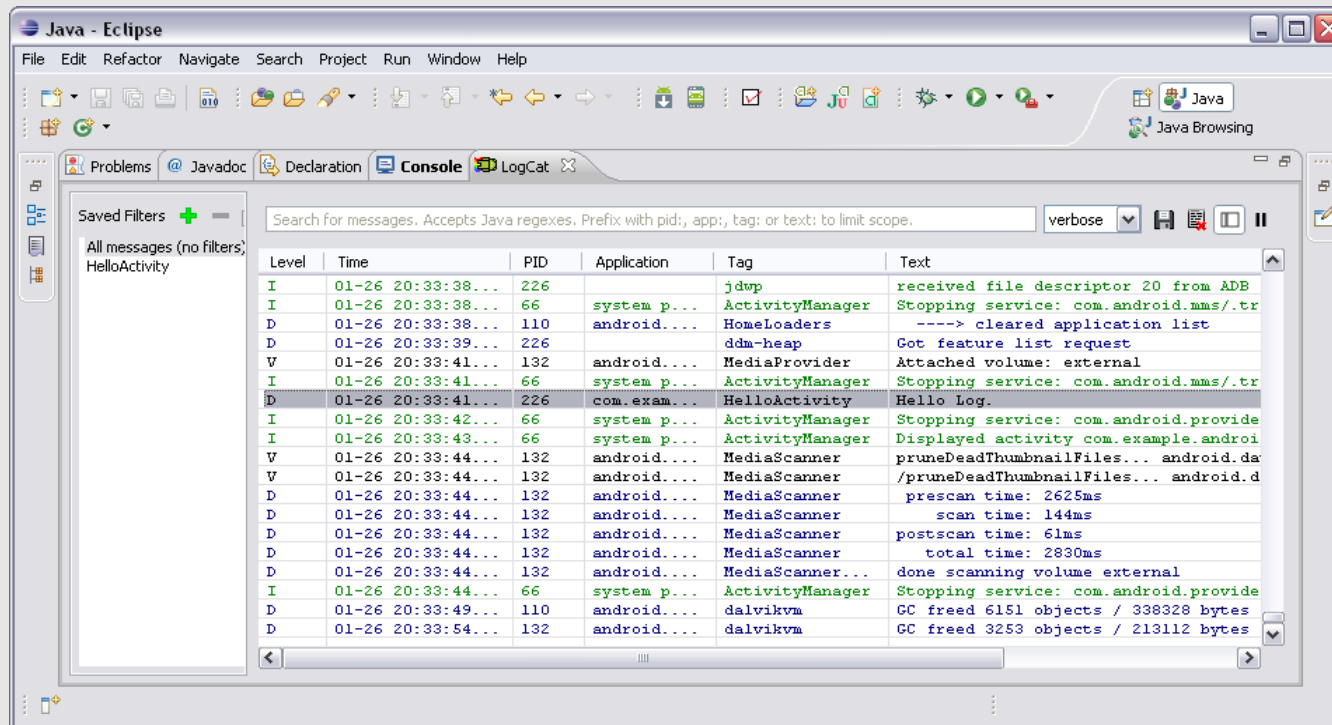 Java - Eclipse
File Edit Refactor Navigate Search Project Run Window Help
Java
Java Browsing
Problems @ Javadoc Declaration Console LogCat
Saved Filters
All messages (no filters)
HelloActivity
Search for messages. Accepts Java regexes. Prefix with pid:, app:, tag: or text: to limit scope. verbose
Level Time PID Application Tag Text
I 01-26 20:33:38... 226 jdwp received file descriptor 20 from ADB
I 01-26 20:33:38... 66 system p... ActivityManager Stopping service: com.android.mms/.tr
D 01-26 20:33:38... 110 android.... HomeLoaders ----> cleared application list
D 01-26 20:33:39... 226 ddm-heap Got feature list request
V 01-26 20:33:41... 132 android.... MediaProvider Attached volume: external
I 01-26 20:33:41... 66 system p... ActivityManager Stopping service: com.android.mms/.tr
D 01-26 20:33:41... 226 com.exam... HelloActivity Hello Log.
I 01-26 20:33:42... 66 system p... ActivityManager Stopping service: com.android.provide
I 01-26 20:33:43... 66 system p... ActivityManager Displayed activity com.example.androi
V 01-26 20:33:44... 132 android.... MediaScanner pruneDeadThumbnailFiles... android.da
V 01-26 20:33:44... 132 android.... MediaScanner /pruneDeadThumbnailFiles... android.d
D 01-26 20:33:44... 132 android.... MediaScanner prescan time: 2625ms
D 01-26 20:33:44... 132 android.... MediaScanner scan time: 144ms
D 01-26 20:33:44... 132 android.... MediaScanner postscan time: 61ms
D 01-26 20:33:44... 132 android.... MediaScanner total time: 2830ms
D 01-26 20:33:44... 132 android.... MediaScanner... done scanning volume external
I 01-26 20:33:44... 66 system p... ActivityManager Stopping service: com.android.provide
D 01-26 20:33:49... 110 android.... dalvikvm GC freed 6151 objects / 338328 bytes
D 01-26 20:33:54... 132 android.... dalvikvm GC freed 3253 objects / 213112 bytes